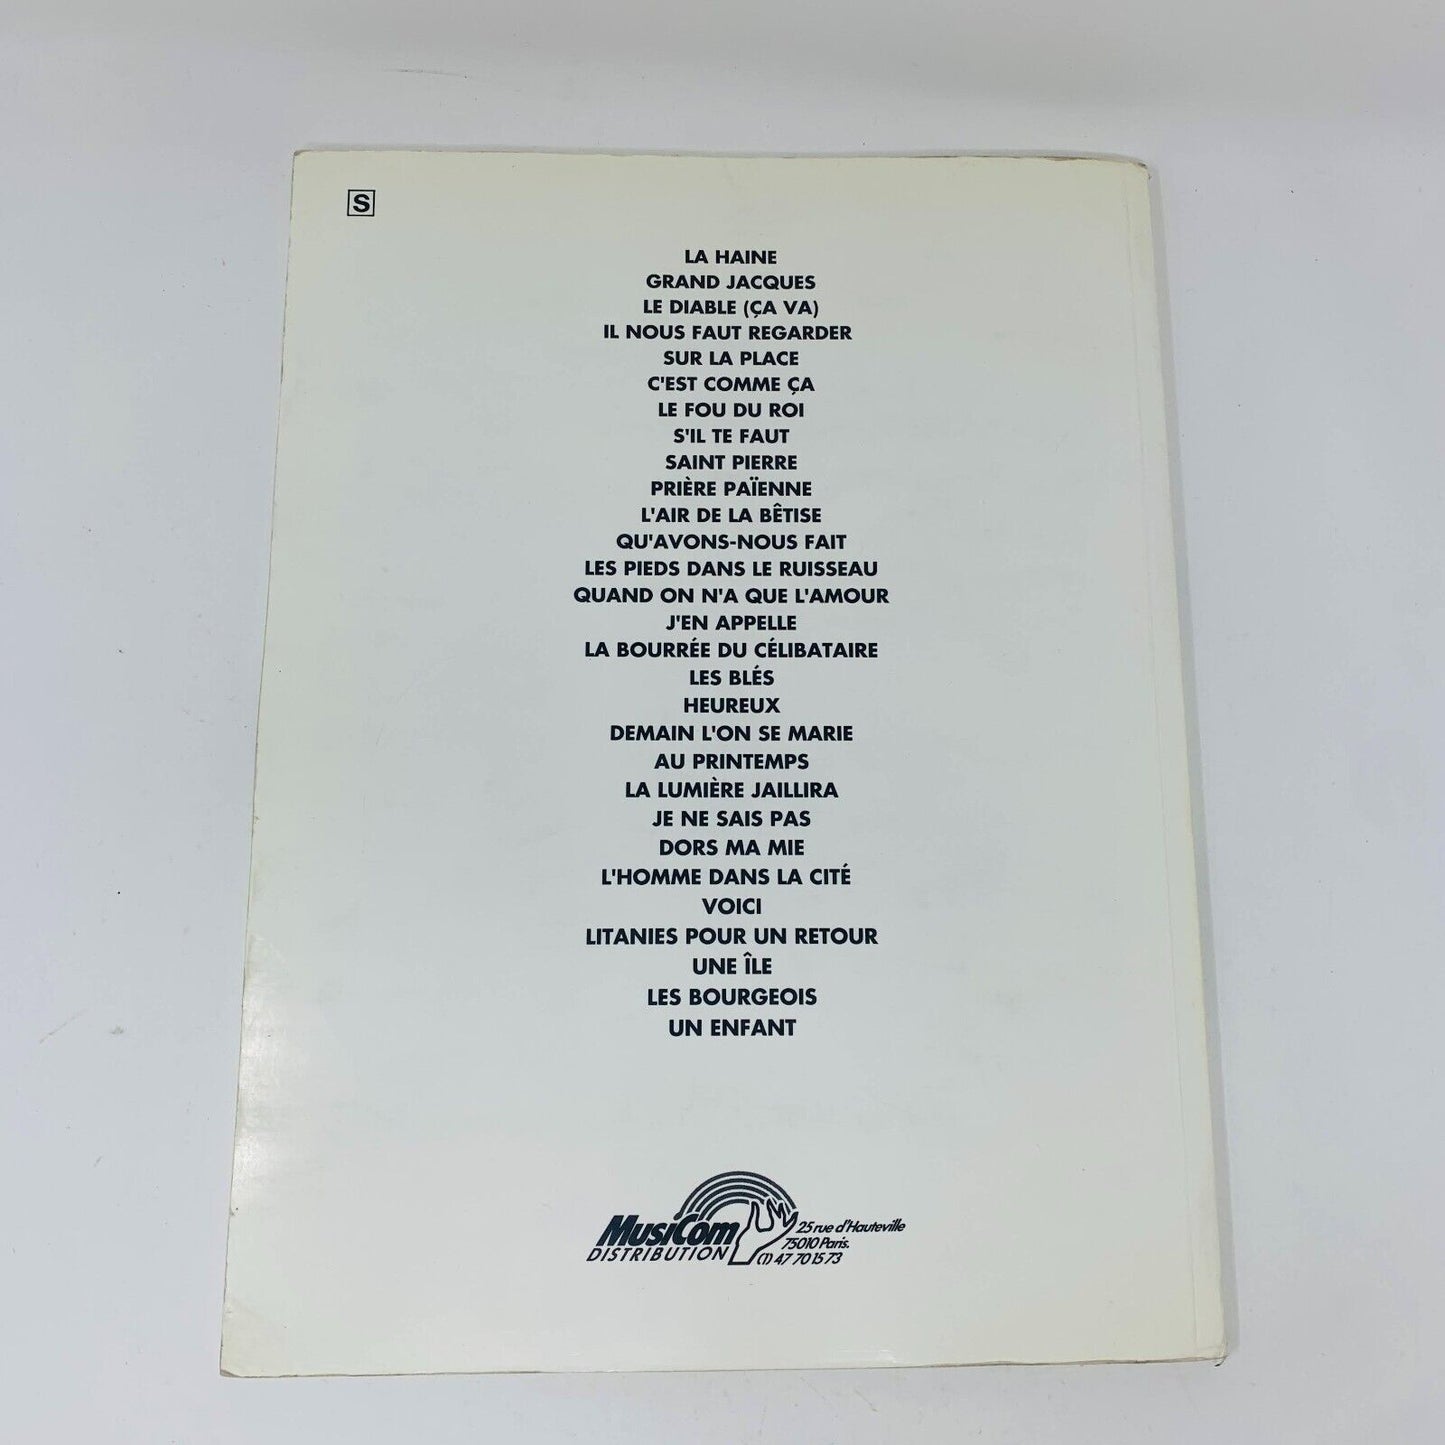 S
LA HAINE
GRAND JACQUES
LE DIABLE (ÇA VA)
IL NOUS FAUT REGARDER
SUR LA PLACE
C'EST COMME ÇA
LE FOU DU ROI
S'IL TE FAUT
SAINT PIERRE
PRIÈRE PAÏENNE
L'AIR DE LA BÊTISE
QU'AVONS-NOUS FAIT
LES PIEDS DANS LE RUISSEAU
QUAND ON N'A QUE L'AMOUR
J'EN APPELLE
LA BOURRÉE DU CÉLIBATAIRE
LES BLÉS
HEUREUX
DEMAIN L'ON SE MARIE
AU PRINTEMPS
LA LUMIÈRE JAILLIRA
JE NE SAIS PAS
DORS MA MIE
L'HOMME DANS LA CITÉ
VOICI
LITANIES POUR UN RETOUR
UNE ÎLE
LES BOURGEOIS
UN ENFANT
MusiCom
DISTRIBUTION
25 rue d'Hauteville
75010 Paris.
(1) 47 70 15 73